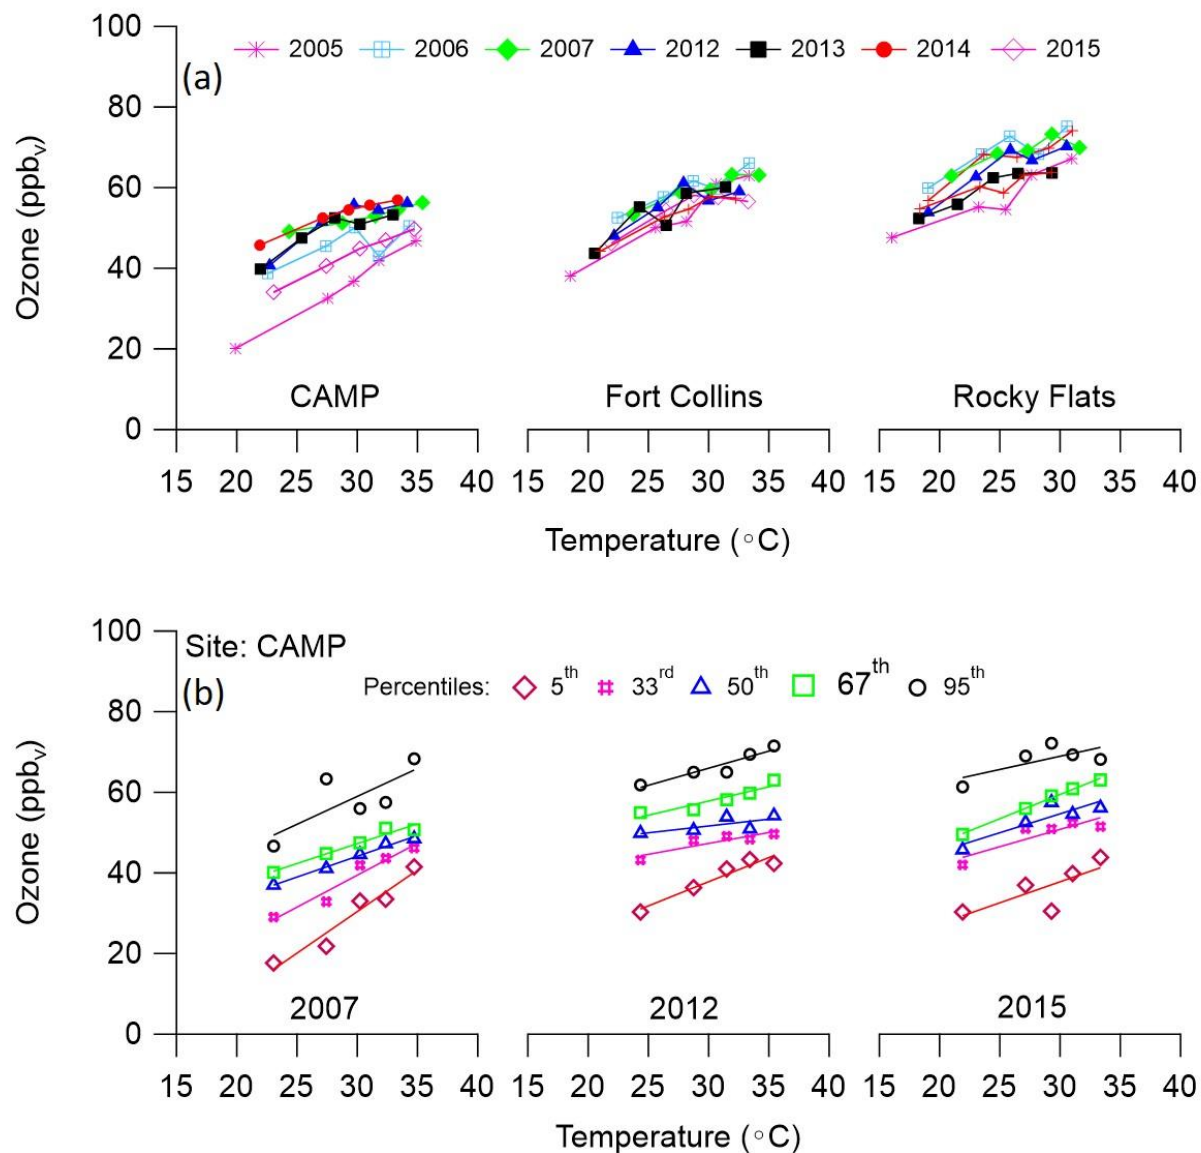 100
2005 2006 2007 2012 2013 2014 2015
(a)
80
60
40
20
0
Ozone (ppbv)
CAMP Fort Collins Rocky Flats
15 20 25 30 35 40 15 20 25 30 35 40 15 20 25 30 35 40
Temperature (°C)
100
Site: CAMP
(b) Percentiles: 5th 33rd 50th 67th 95th
80
60
40
20
0
Ozone (ppbv)
2007 2012 2015
15 20 25 30 35 40 15 20 25 30 35 40 15 20 25 30 35 40
Temperature (°C)